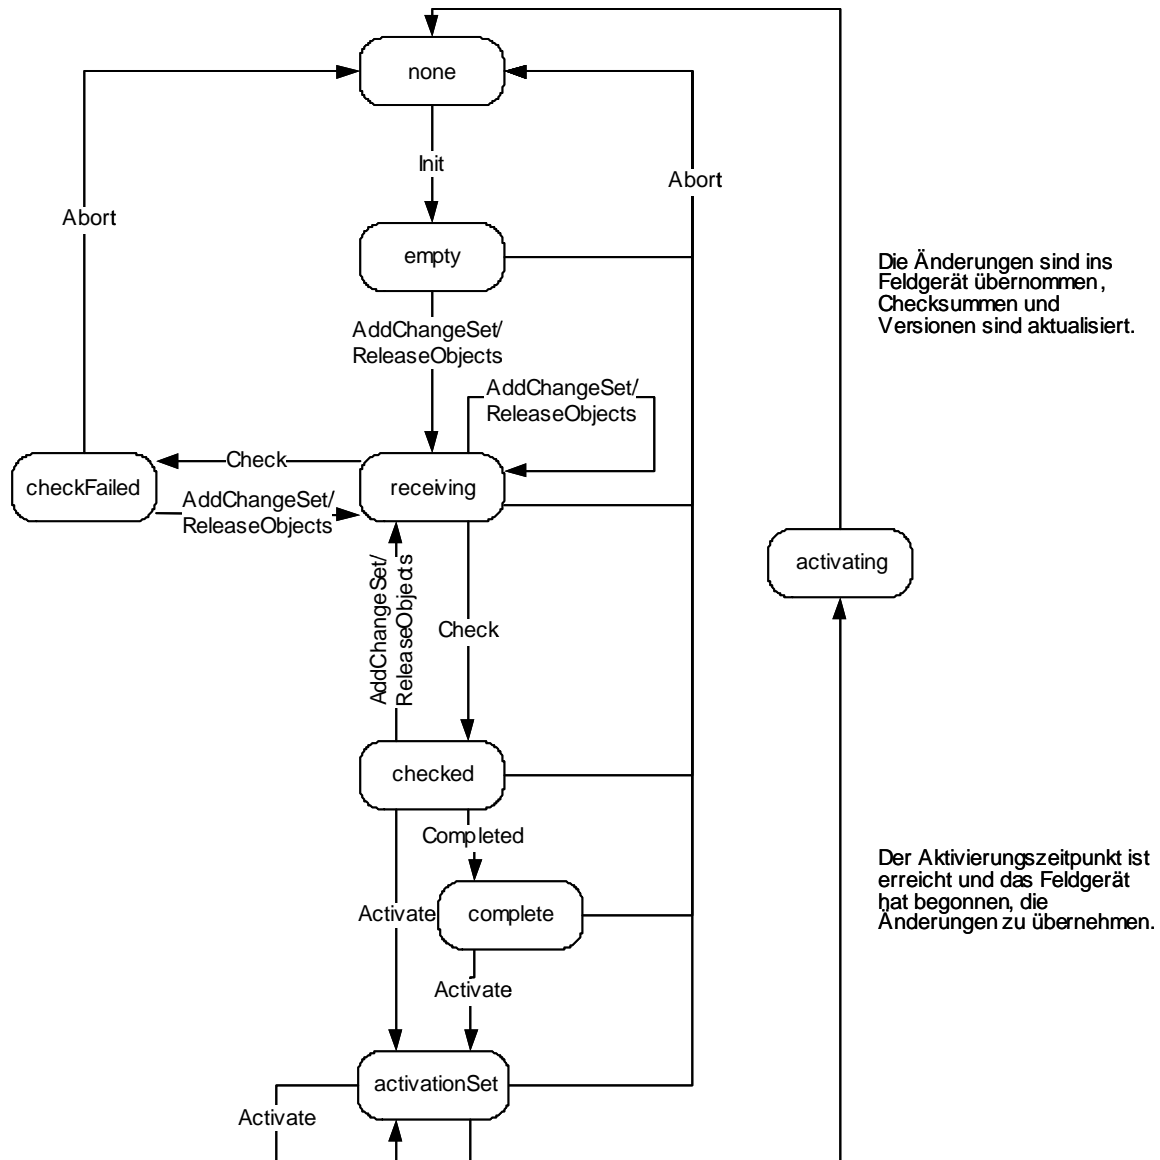 none
Init
Abort
Abort
empty
Die Änderungen sind ins
Feldgerät übernommen,
Checksummen und
Versionen sind aktualisiert.
AddChangeSet/
ReleaseObjects
AddChangeSet/
ReleaseObjects
Check
checkFailed
receiving
AddChangeSet/
ReleaseObjects
activating
AddChangeSet/
ReleaseObjects
Check
checked
Completed
Der Aktivierungszeitpunkt ist
erreicht und das Feldgerät
hat begonnen, die
Änderungen zu übernehmen.
Activate
complete
Activate
activationSet
Activate